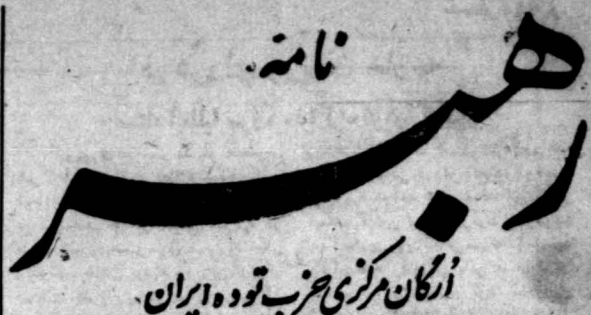 نامه
رهبر
ارگان مرکزی حزب توده ایران